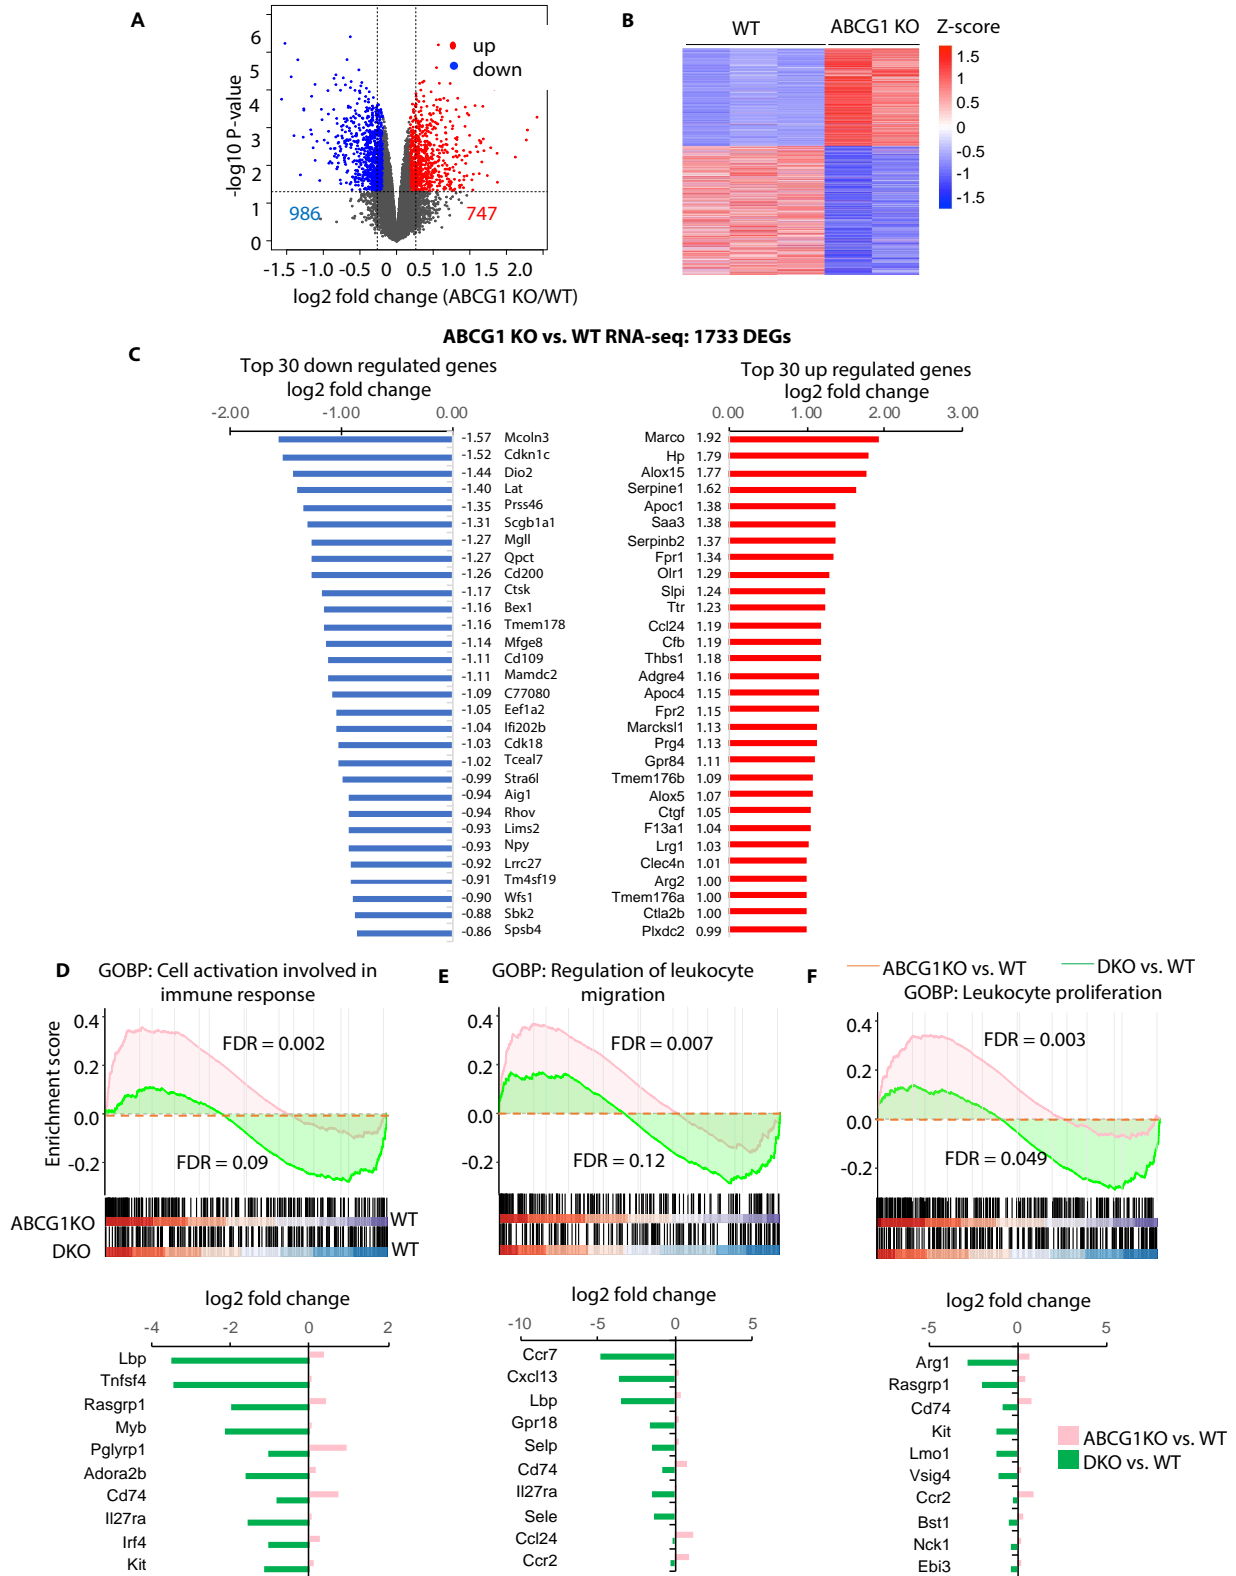 A
6
5
4
3
2
1
0
-log10 P-value
up
down
986
747
-1.5 -1.0 -0.5 0 0.5 1.0 1.5 2.0
log2 fold change (ABCG1 KO/WT)
B
WT ABCG1 KO Z-score
1.5
1
0.5
0
-0.5
-1
-1.5
ABCG1 KO vs. WT RNA-seq: 1733 DEGs
C
Top 30 down regulated genes
log2 fold change
-2.00 -1.00 0.00
-1.57 Mcoln3
-1.52 Cdkn1c
-1.44 Dio2
-1.40 Lat
-1.35 Prss46
-1.31 Scgb1a1
-1.27 Mgll
-1.27 Qpct
-1.26 Cd200
-1.17 Ctsk
-1.16 Bex1
-1.16 Tmem178
-1.14 Mfge8
-1.11 Cd109
-1.11 Mamdc2
-1.09 C77080
-1.05 Eef1a2
-1.04 Ifi202b
-1.03 Cdk18
-1.02 Tceal7
-0.99 Stra6l
-0.94 Aig1
-0.94 Rhov
-0.93 Lims2
-0.93 Npy
-0.92 Lrrc27
-0.91 Tm4sf19
-0.90 Wfs1
-0.88 Sbk2
-0.86 Spsb4
Top 30 up regulated genes
log2 fold change
0.00 1.00 2.00 3.00
Marco 1.92
Hp 1.79
Alox15 1.77
Serpine1 1.62
Apoc1 1.38
Saa3 1.38
Serpinb2 1.37
Fpr1 1.34
Olr1 1.29
Slpi 1.24
Ttr 1.23
Ccl24 1.19
Cfb 1.19
Thbs1 1.18
Adgre4 1.16
Apoc4 1.15
Fpr2 1.15
Marcksl1 1.13
Prg4 1.13
Gpr84 1.11
Tmem176b 1.09
Alox5 1.07
Ctgf 1.05
F13a1 1.04
Lrg1 1.03
Clec4n 1.01
Arg2 1.00
Tmem176a 1.00
Ctla2b 1.00
Plxdc2 0.99
D GOBP: Cell activation involved in
immune response
Enrichment score
0.4
0.2
0.0
-0.2
FDR = 0.002
FDR = 0.09
ABCG1KO WT
DKO WT
log2 fold change
-4 -2 0 2
Lbp
Tnfsf4
Rasgrp1
Myb
Pglyrp1
Adora2b
Cd74
Il27ra
Irf4
Kit
E GOBP: Regulation of leukocyte
migration
0.4
0.2
0.0
-0.2
FDR = 0.007
FDR = 0.12
log2 fold change
-10 -5 0 5
Ccr7
Cxcl13
Lbp
Gpr18
Selp
Cd74
Il27ra
Sele
Ccl24
Ccr2
F ABCG1KO vs. WT DKO vs. WT
GOBP: Leukocyte proliferation
0.4
0.2
0.0
-0.2
FDR = 0.003
FDR = 0.049
log2 fold change
-5 0 5
Arg1
Rasgrp1
Cd74
Kit
Lmo1
Vsig4
Ccr2
Bst1
Nck1
Ebi3
ABCG1KO vs. WT
DKO vs. WT